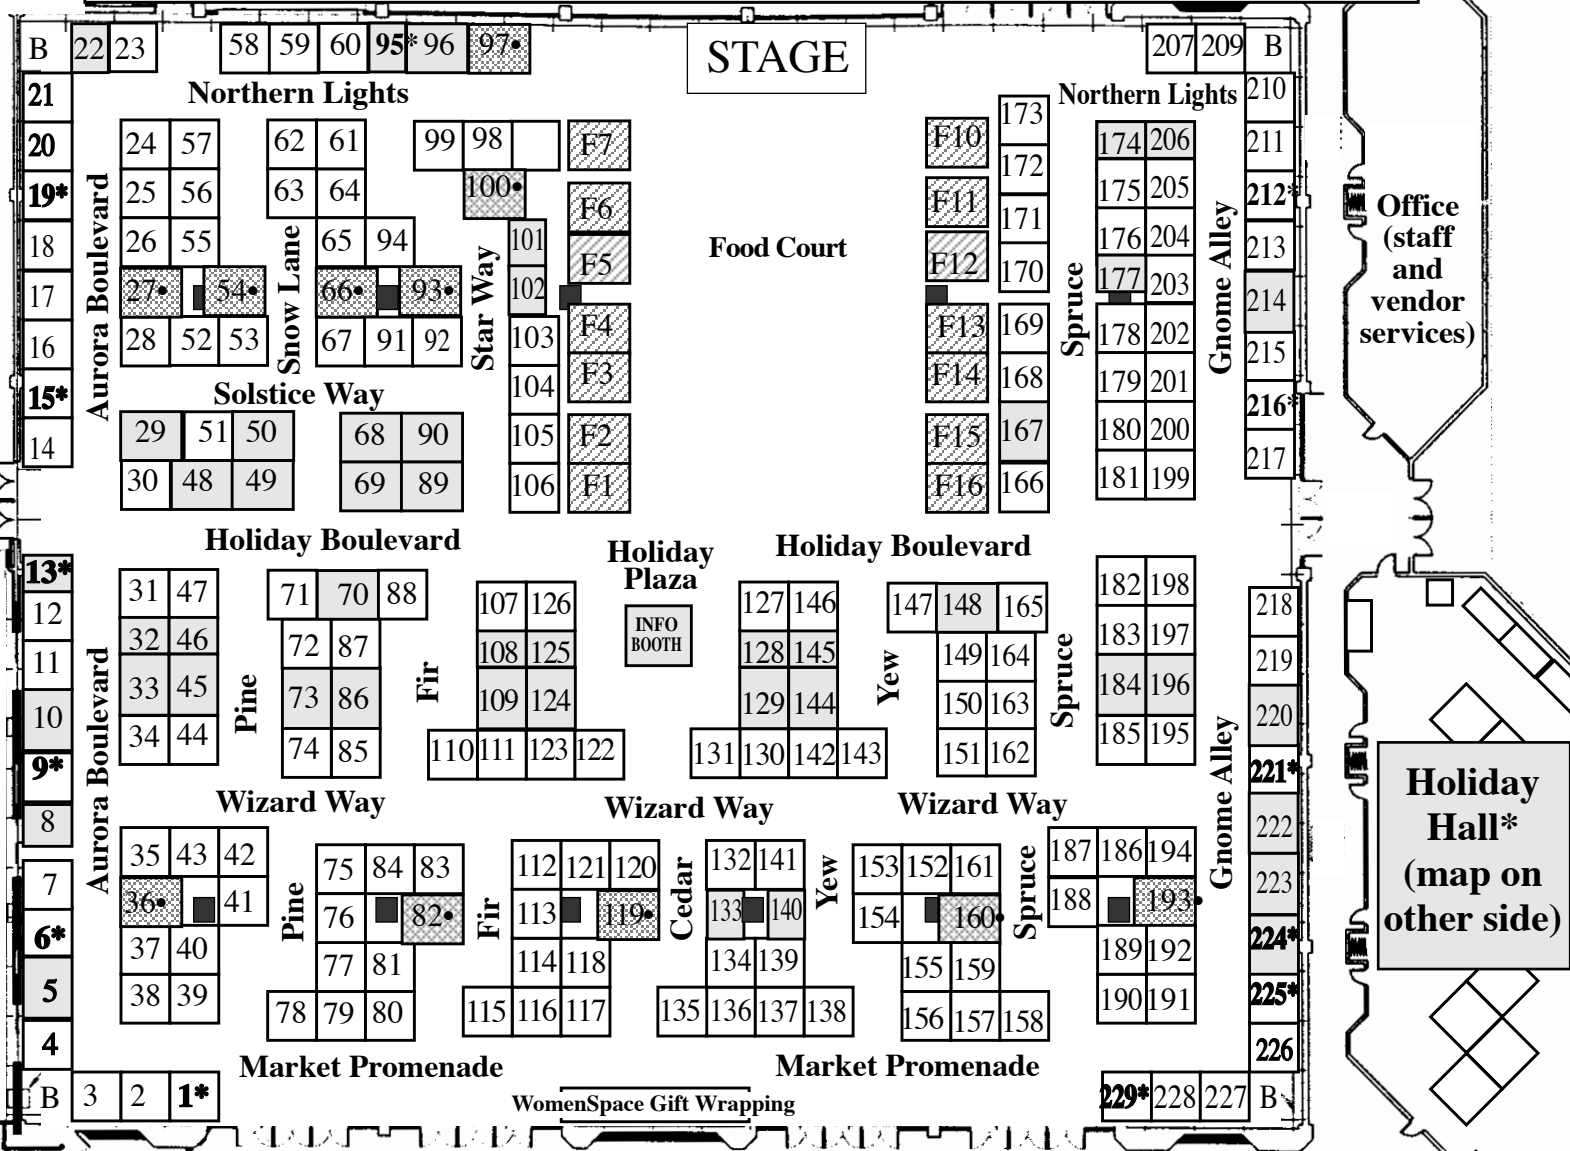 B 22 23 58 59 60 95* 96 97• STAGE 207 209 B
Northern Lights
Northern Lights
21
20
19*
18
17
16
15*
14
Aurora Boulevard
24 57
25 56
26 55
27• 54•
28 52 53
Snow Lane
62 61
63 64
65 94
66• 93•
67 91 92
Star Way
99 98
100•
101
102
103
104
105
106
F7
F6
F5
F4
F3
F2
F1
Food Court
F10
F11
F12
F13
F14
F15
F16
173
172
171
170
169
168
167
166
Spruce
174 206
175 205
176 204
177 203
178 202
179 201
180 200
181 199
Gnome Alley
210
211
212*
213
214
215
216*
217
Office
(staff
and
vendor
services)
Solstice Way
29 51 50
30 48 49
68 90
69 89
Holiday Boulevard
Holiday
Plaza
Holiday Boulevard
INFO
BOOTH
13*
12
11
10
9*
8
7
6*
5
4
Aurora Boulevard
31 47
32 46
33 45
34 44
Pine
71 70 88
72 87
73 86
74 85
Fir
107 126
108 125
109 124
110 111 123 122
127 146
128 145
129 144
131 130 142 143
Yew
147 148 165
149 164
150 163
151 162
Spruce
182 198
183 197
184 196
185 195
Gnome Alley
218
219
220
221*
222
223
224*
225*
226
Holiday
Hall*
(map on
other side)
Wizard Way
Wizard Way
Wizard Way
35 43 42
36• 41
37 40
38 39
Pine
75 84 83
76 82•
77 81
78 79 80
Fir
112 121 120
113 119•
114 118
115 116 117
Cedar
132 141
133 140
134 139
135 136 137 138
Yew
153 152 161
154 160•
155 159
156 157 158
Spruce
187 186 194
188 193•
189 192
190 191
Market Promenade
Market Promenade
B 3 2 1*
WomenSpace Gift Wrapping
229* 228 227 B